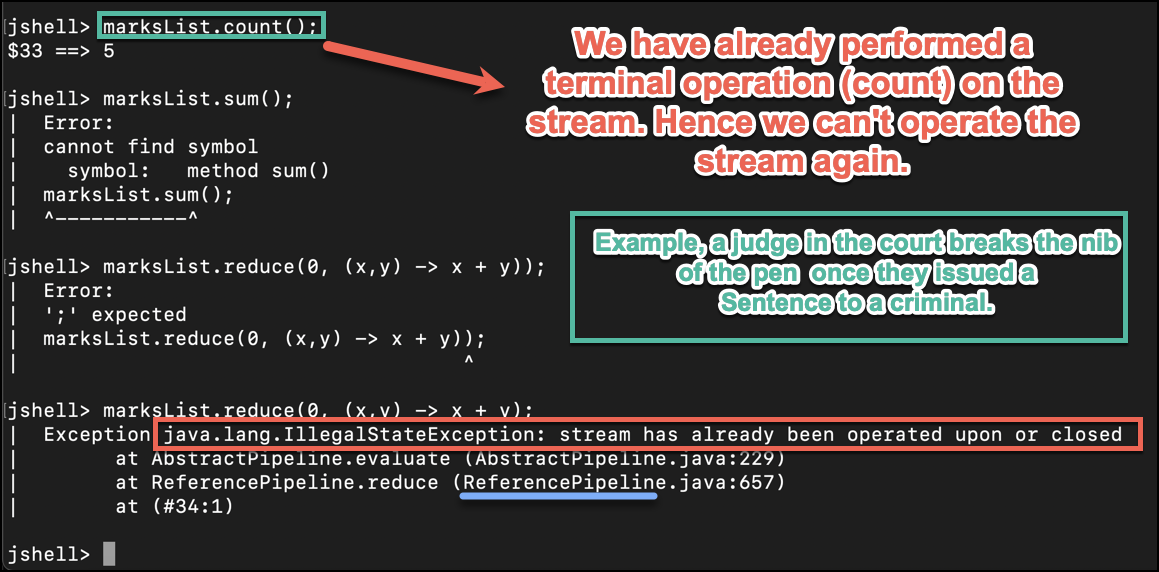 jshell> marksList.count();
$33 ==> 5
We have already performed a
terminal operation (count) on the
stream. Hence we can't operate the
stream again.
jshell> marksList.sum();
|  Error:
|  cannot find symbol
|    symbol:   method sum()
|  marksList.sum();
|  ^-----------^
Example, a judge in the court breaks the nib
of the pen once they issued a
Sentence to a criminal.
jshell> marksList.reduce(0, (x,y) -> x + y));
|  Error:
|  ';' expected
|  marksList.reduce(0, (x,y) -> x + y));
|                                     ^
jshell> marksList.reduce(0, (x,y) -> x + y);
|  Exception java.lang.IllegalStateException: stream has already been operated upon or closed
|        at AbstractPipeline.evaluate (AbstractPipeline.java:229)
|        at ReferencePipeline.reduce (ReferencePipeline.java:657)
|        at (#34:1)
jshell>